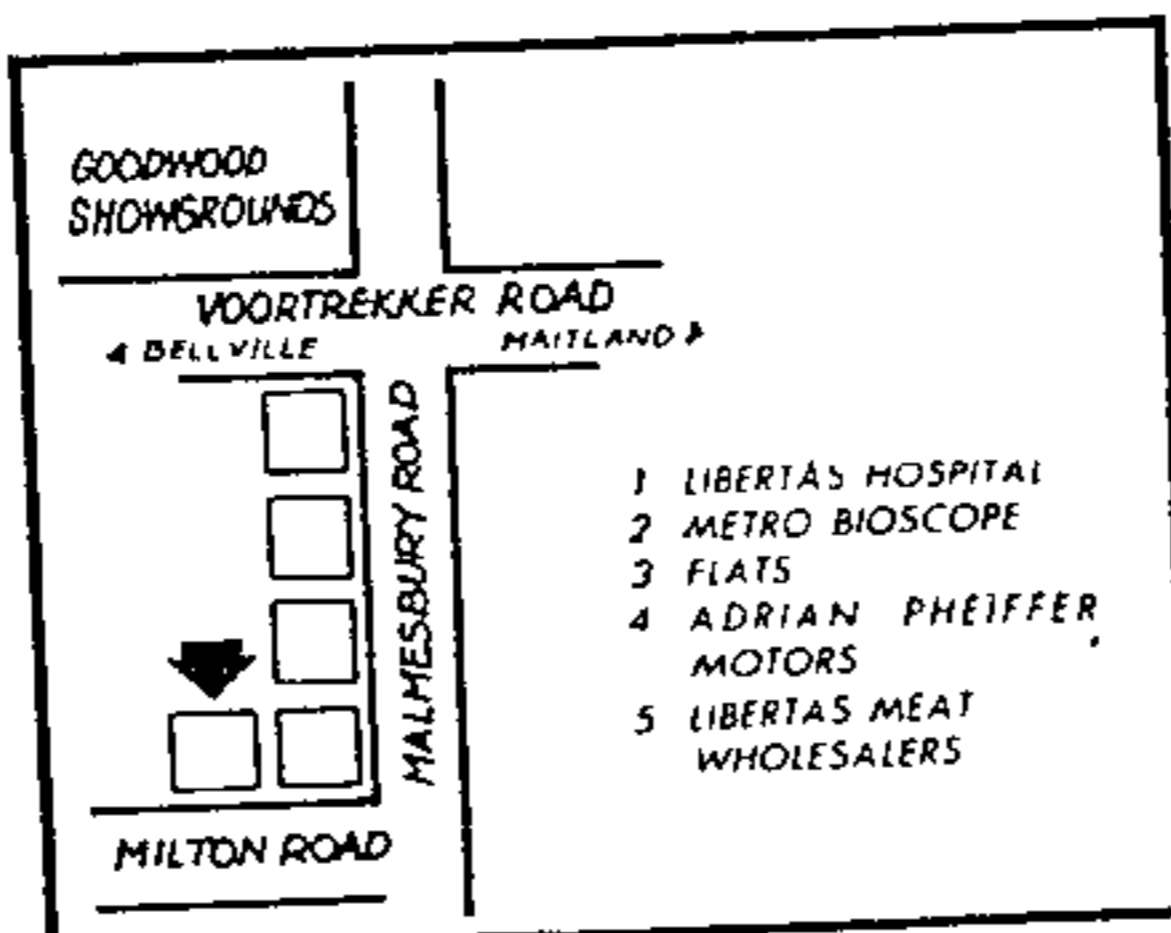 GOODWOOD
SHOWGROUNDS
VOORTREKKER ROAD
BELLVILLE
MAITLAND
MALMESBURY ROAD
1 LIBERTAS HOSPITAL
2 METRO BIOSCOPE
3 FLATS
4 ADRIAN PHEIFFER
MOTORS
5 LIBERTAS MEAT
WHOLESALERS
MILTON ROAD